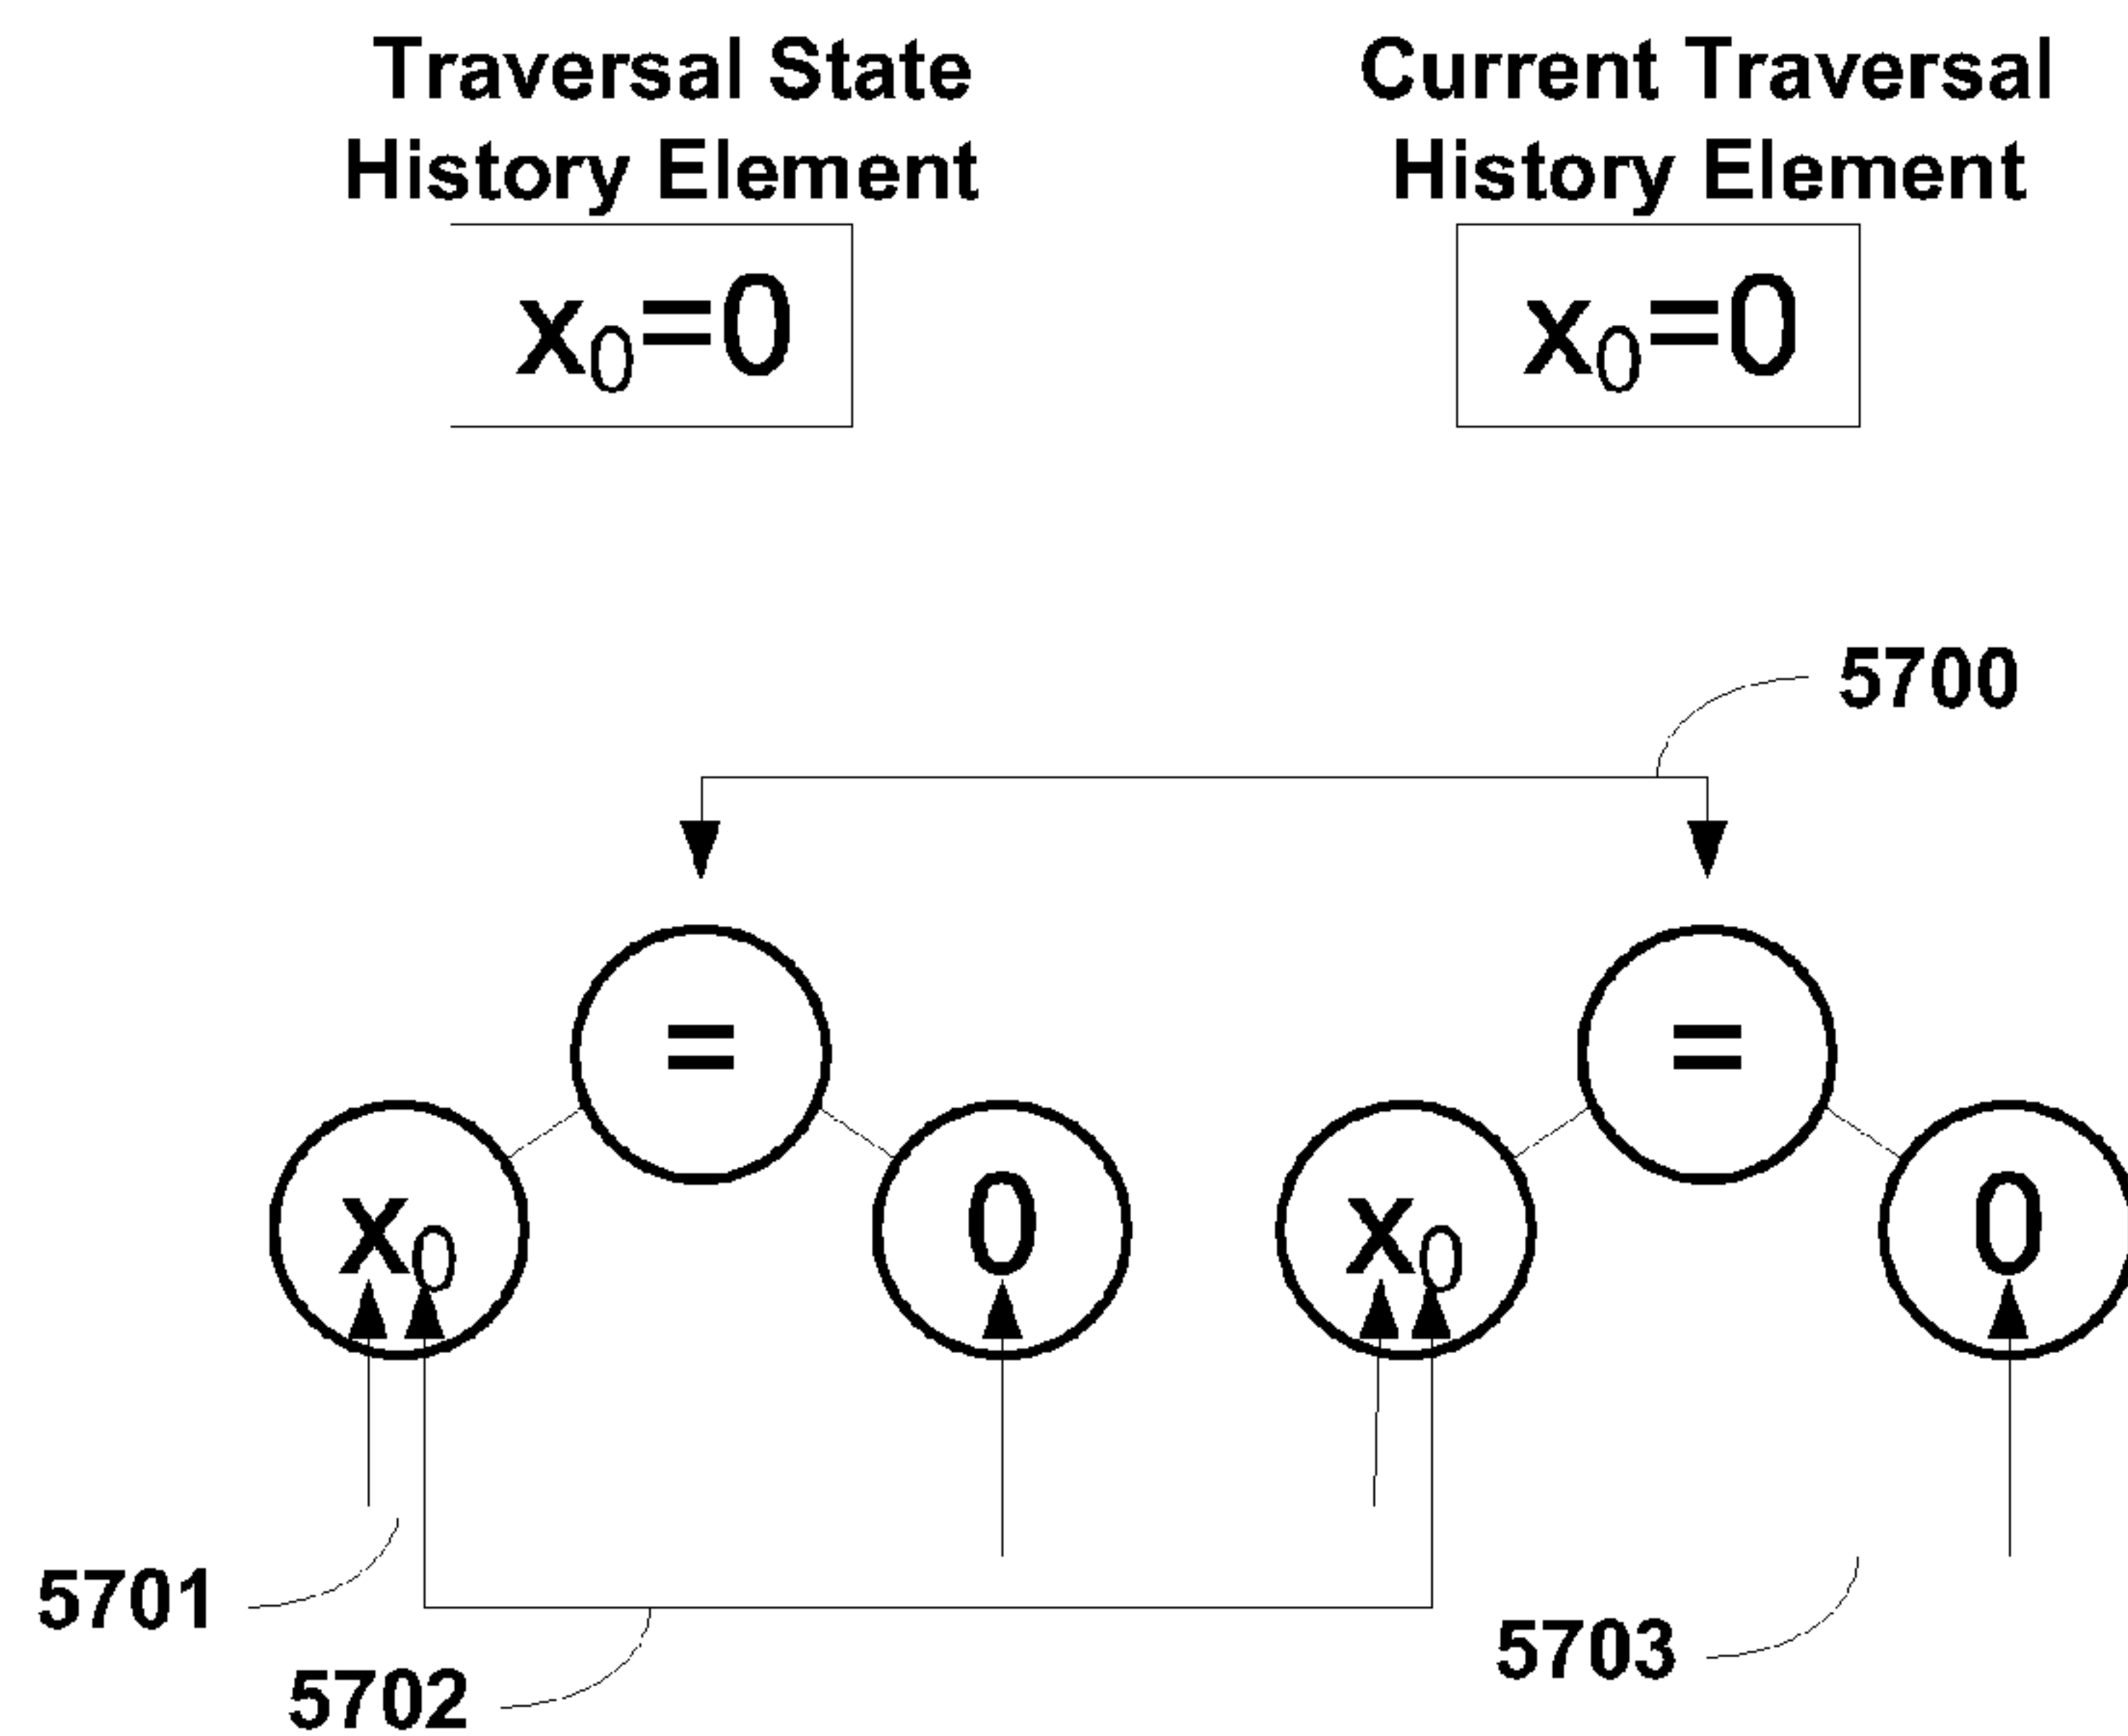 Traversal State
History Element
Current Traversal
History Element
x₀=0
x₀=0
5700
=
=
x₀
0
x₀
0
5701
5702
5703